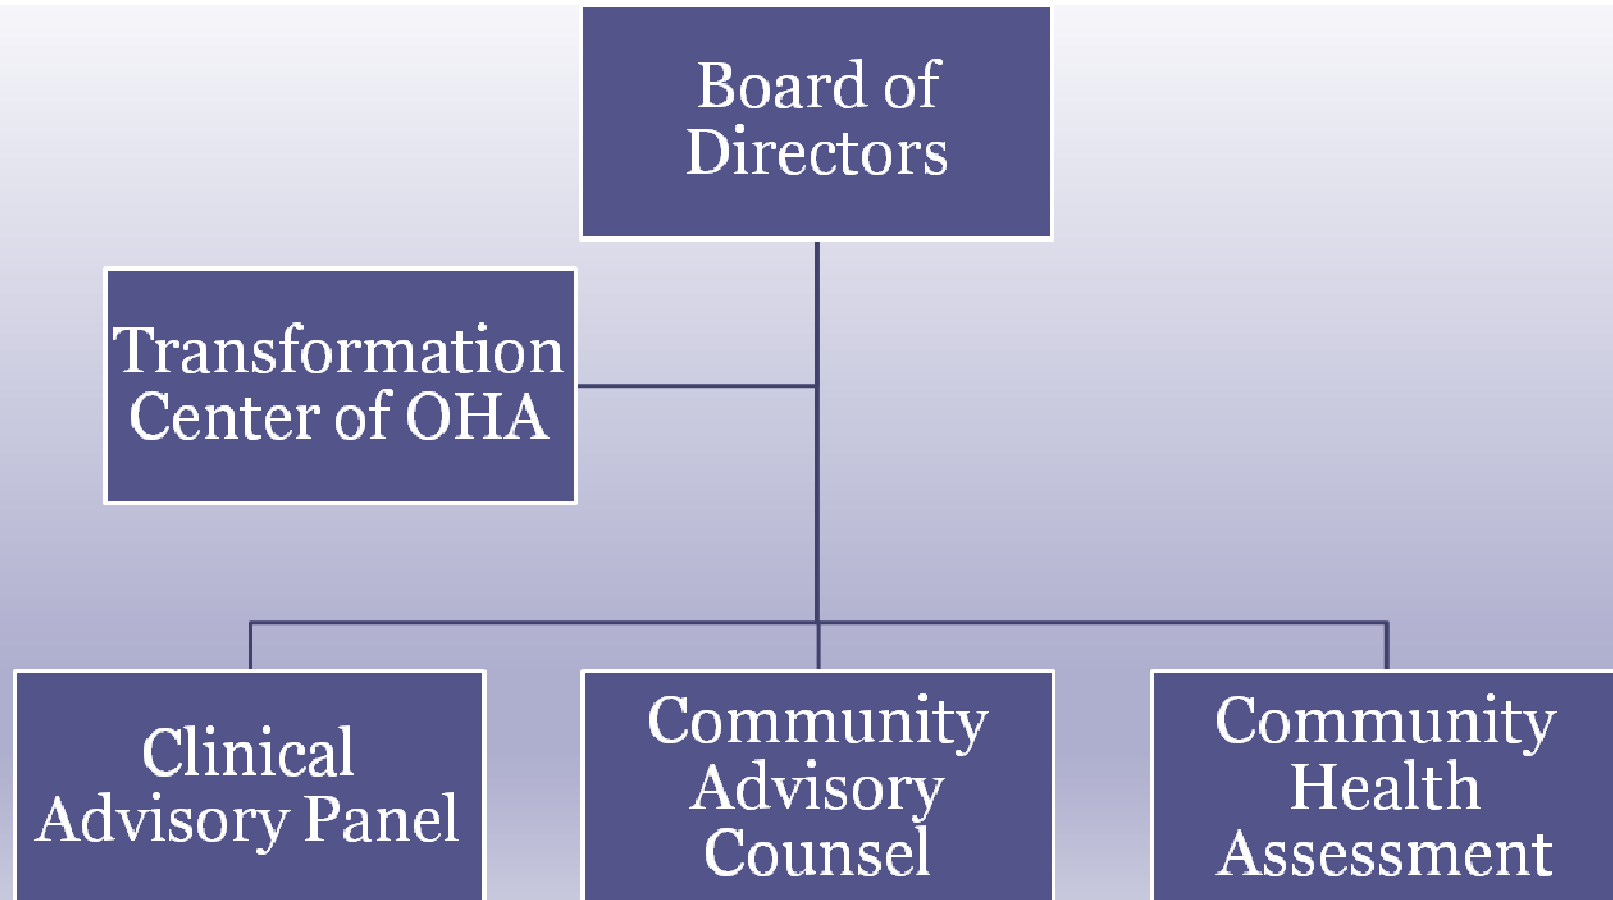 Board of
Directors
Transformation
Center of OHA
Clinical
Advisory Panel
Community
Advisory
Counsel
Community
Health
Assessment